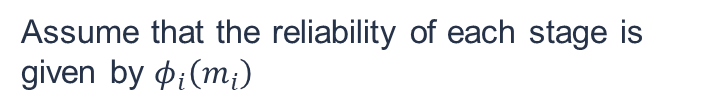 Assume that the reliability of each stage is
given by 𝜙ᵢ(𝑚ᵢ)